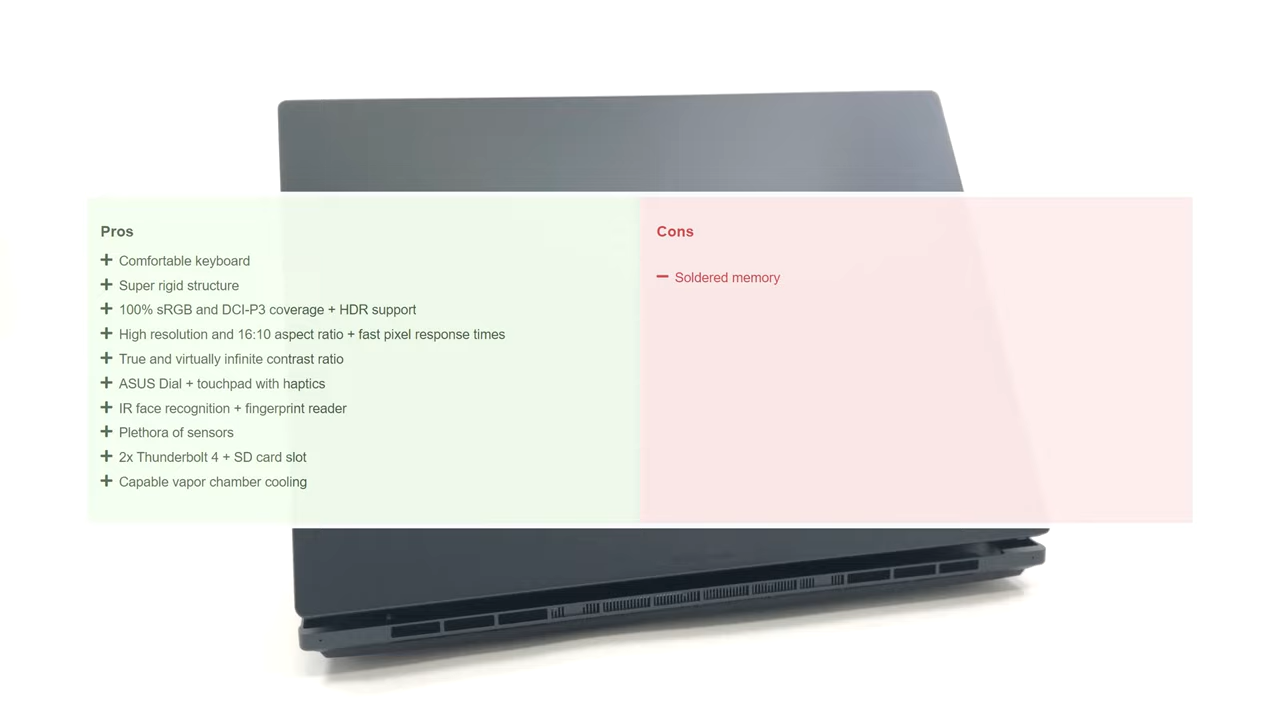 Pros
Comfortable keyboard
Super rigid structure
100% sRGB and DCI-P3 coverage + HDR support
High resolution and 16:10 aspect ratio + fast pixel response times
True and virtually infinite contrast ratio
ASUS Dial + touchpad with haptics
IR face recognition + fingerprint reader
Plethora of sensors
2x Thunderbolt 4 + SD card slot
Capable vapor chamber cooling
Cons
Soldered memory